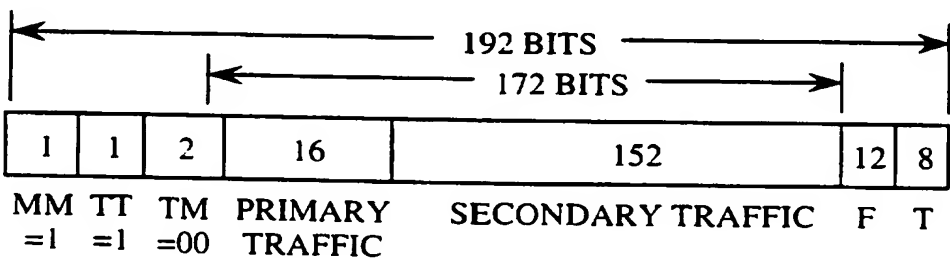 192 BITS
172 BITS
1 1 2 16 152 12 8
MM TT TM PRIMARY SECONDARY TRAFFIC F T
=1 =1 =00 TRAFFIC